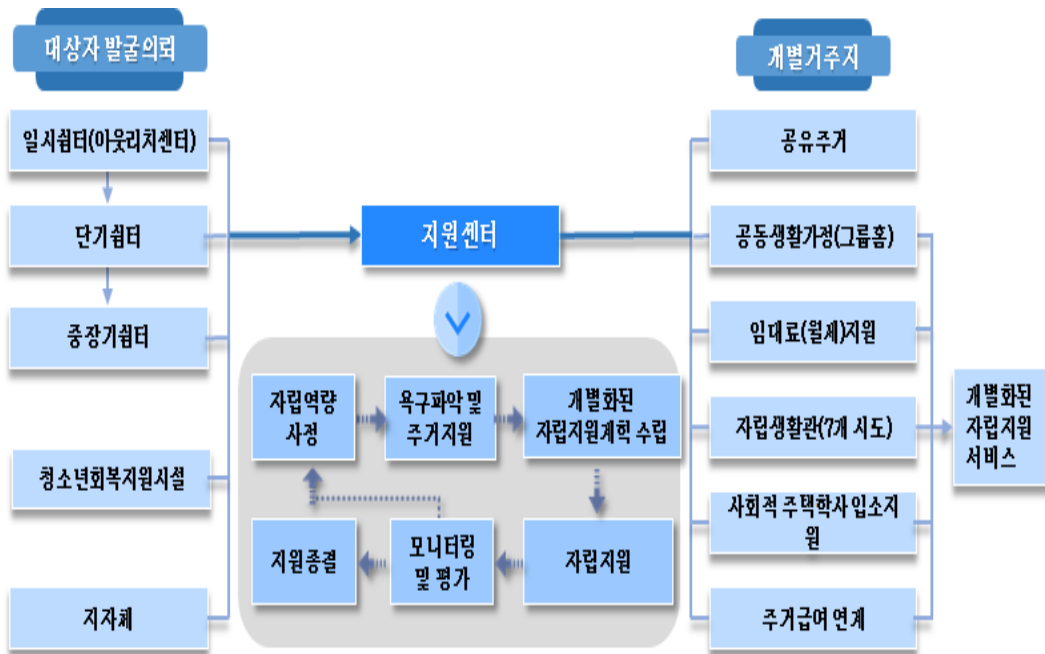 대상자 발굴의뢰
일시쉼터(아웃리치센터)
단기쉼터
중장기쉼터
청소년회복지원시설
지자체
지원센터
자립역량
사정
욕구파악 및
주거지원
개별화된
자립지원계획 수립
자립지원
모니터링
및 평가
지원종결
개별거주지
공유주거
공동생활가정(그룹홈)
임대료(월세)지원
자립생활관(7개 시도)
사회적 주택학사 입소지
원
주거급여 연계
개별화된
자립지원
서비스